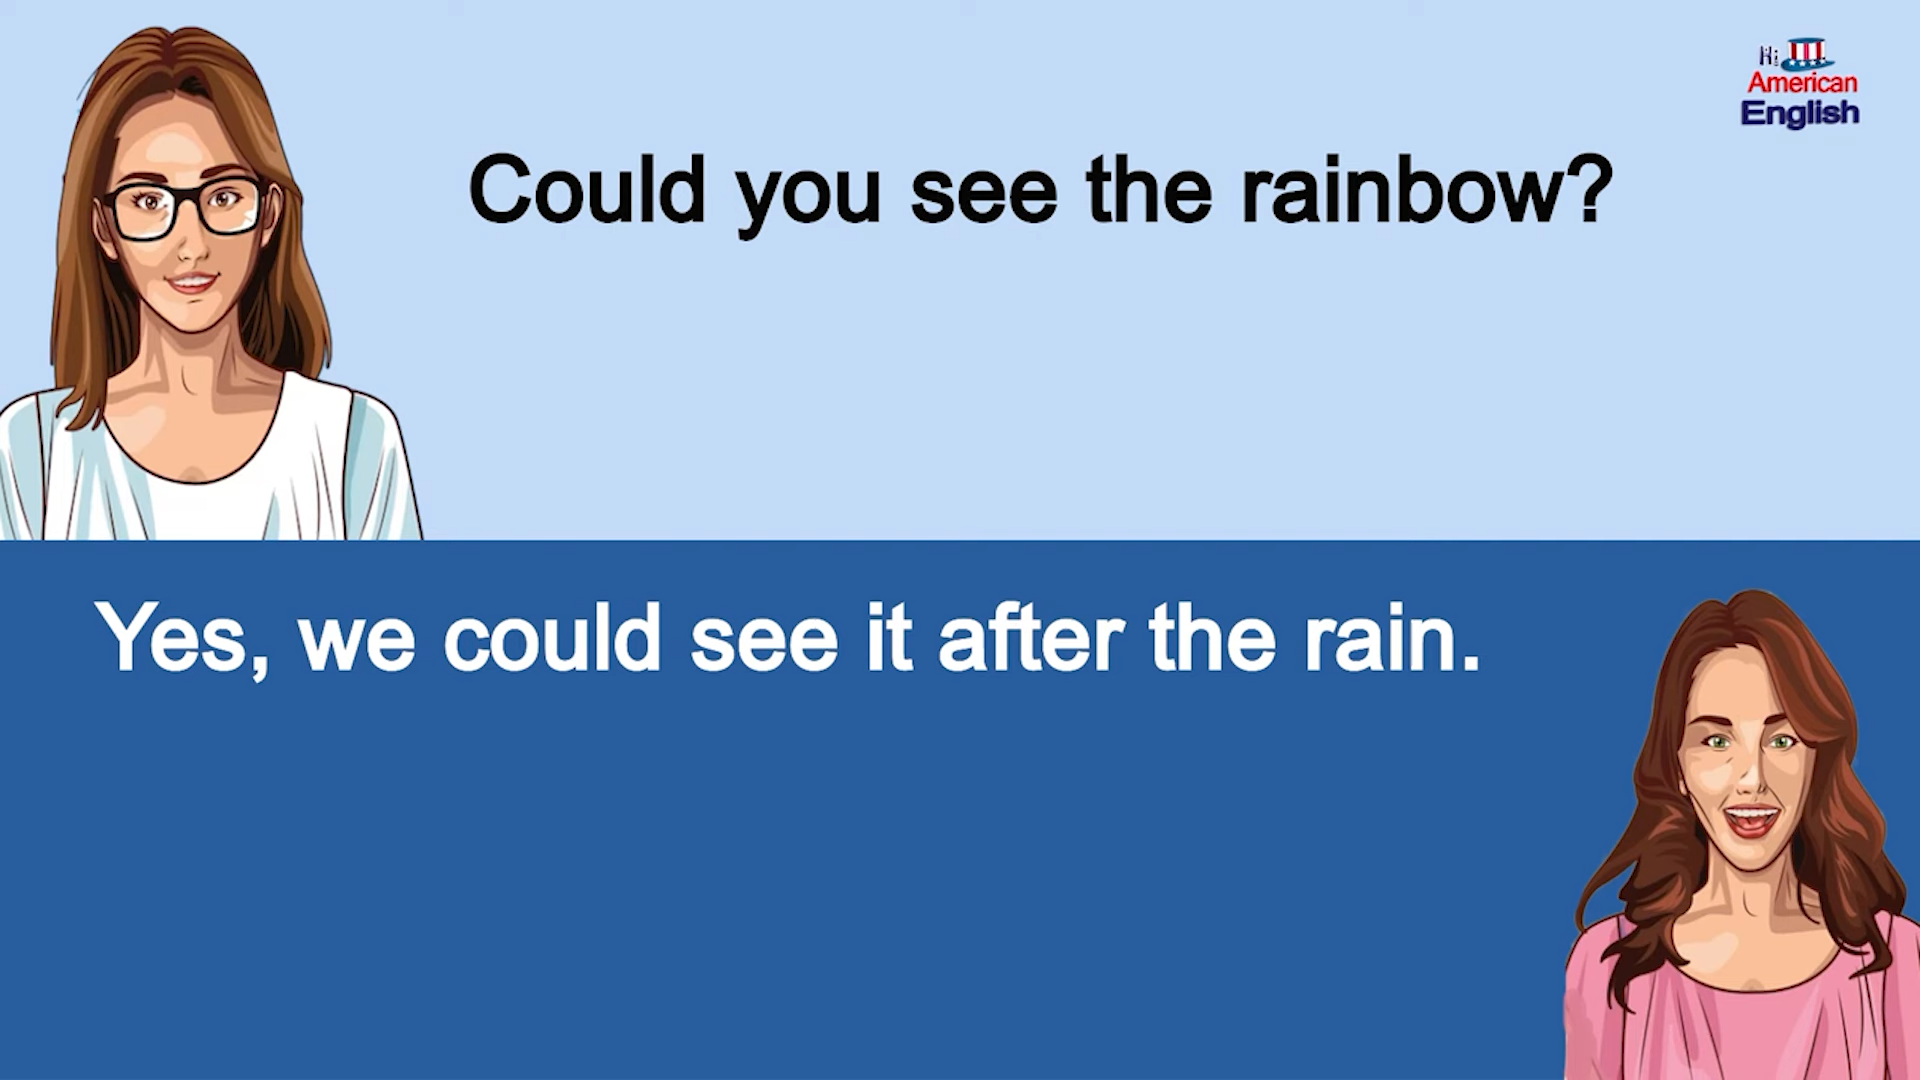 Hi
American
English
Could you see the rainbow?
Yes, we could see it after the rain.